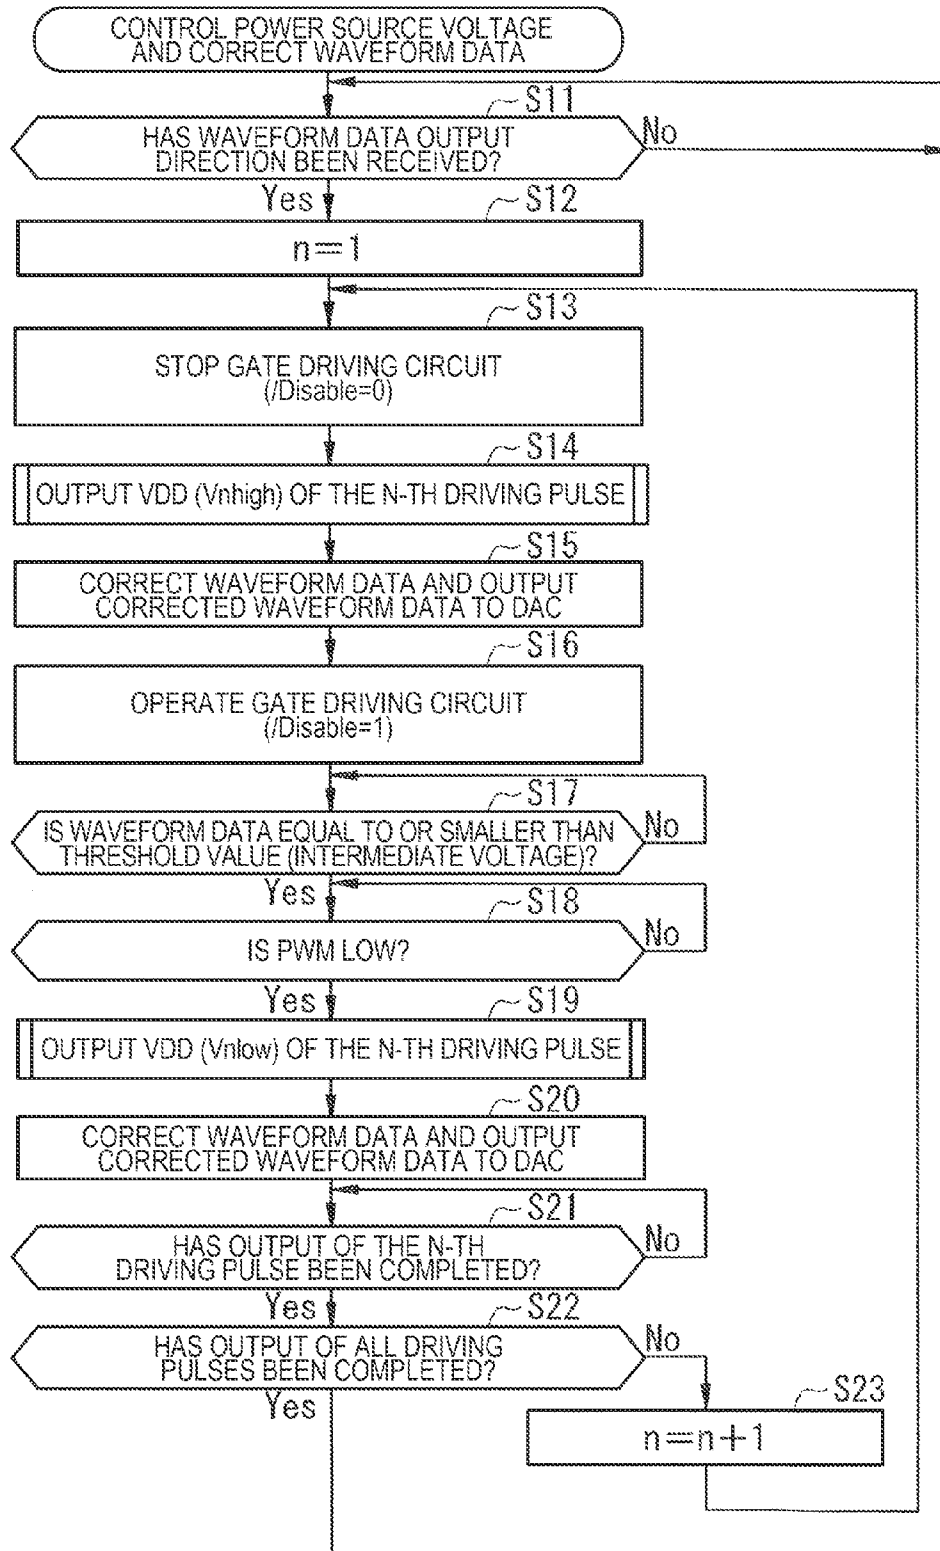 CONTROL POWER SOURCE VOLTAGE
AND CORRECT WAVEFORM DATA
S11
HAS WAVEFORM DATA OUTPUT
DIRECTION BEEN RECEIVED?
No
Yes
S12
n=1
S13
STOP GATE DRIVING CIRCUIT
(/Disable=0)
S14
OUTPUT VDD (Vnhigh) OF THE N-TH DRIVING PULSE
S15
CORRECT WAVEFORM DATA AND OUTPUT
CORRECTED WAVEFORM DATA TO DAC
S16
OPERATE GATE DRIVING CIRCUIT
(/Disable=1)
S17
IS WAVEFORM DATA EQUAL TO OR SMALLER THAN
THRESHOLD VALUE (INTERMEDIATE VOLTAGE)?
No
Yes
S18
IS PWM LOW?
No
Yes
S19
OUTPUT VDD (Vnlow) OF THE N-TH DRIVING PULSE
S20
CORRECT WAVEFORM DATA AND OUTPUT
CORRECTED WAVEFORM DATA TO DAC
S21
HAS OUTPUT OF THE N-TH
DRIVING PULSE BEEN COMPLETED?
No
Yes
S22
HAS OUTPUT OF ALL DRIVING
PULSES BEEN COMPLETED?
No
Yes
S23
n=n+1